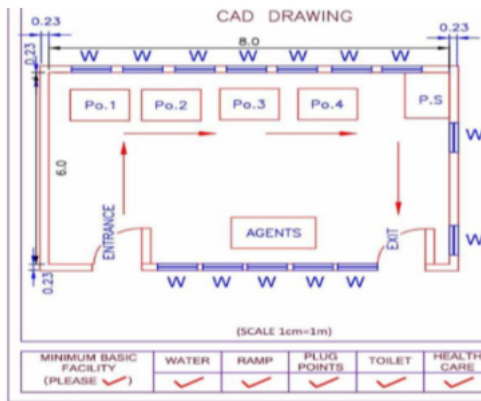 CAD DRAWING
0.23
8.0
0.23
0.23
W W W W W W W
Po.1 Po.2 Po.3 Po.4 P.S
W
6.0
ENTRANCE
AGENTS
EXIT
W
0.23
W W W W W
(SCALE 1cm=1m)
MINIMUM BASIC FACILITY (PLEASE ✓)
WATER
RAMP
PLUG POINTS
TOILET
HEALTH CARE
✓ ✓ ✓ ✓ ✓